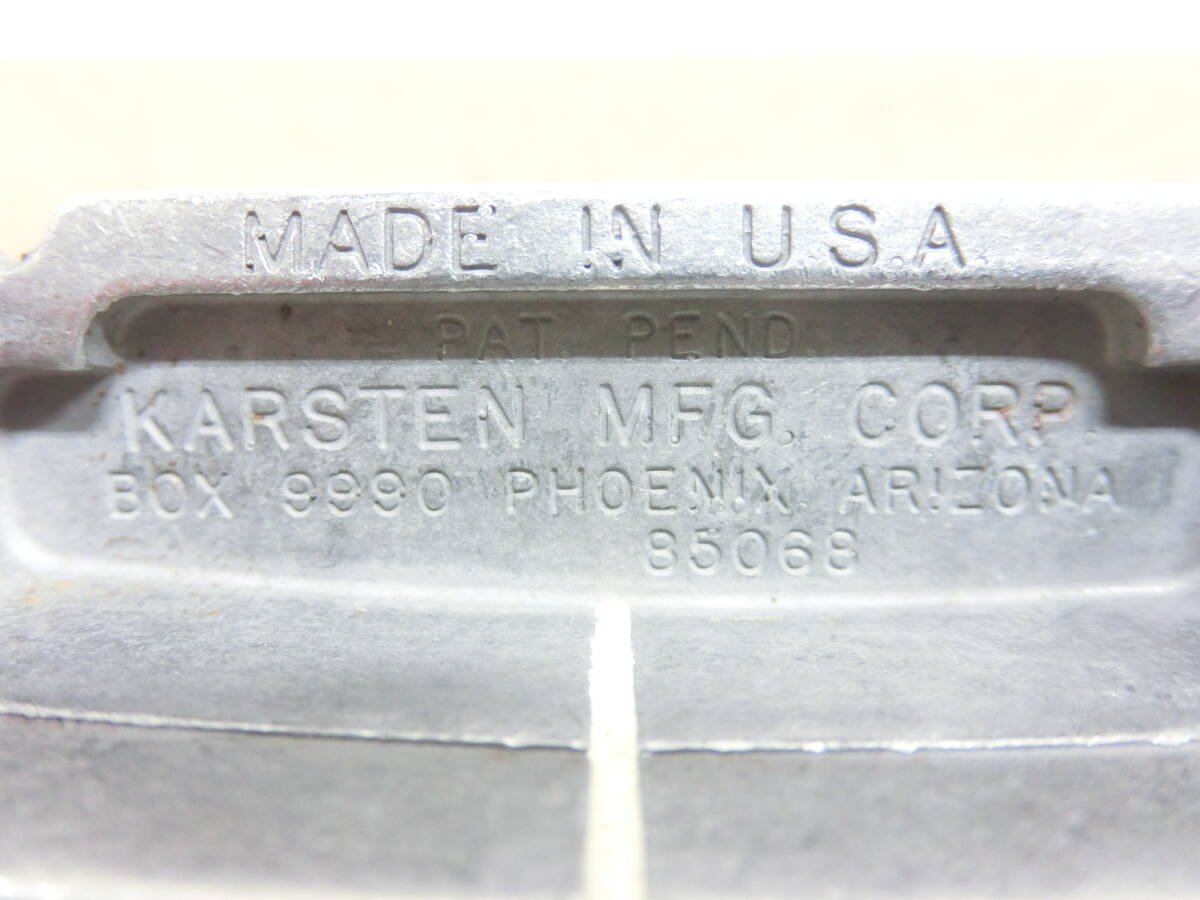 MADE IN U.S.A.
PAT. PEND.
KARSTEN MFG. CORP.
BOX 9990 PHOENIX, ARIZONA
85068